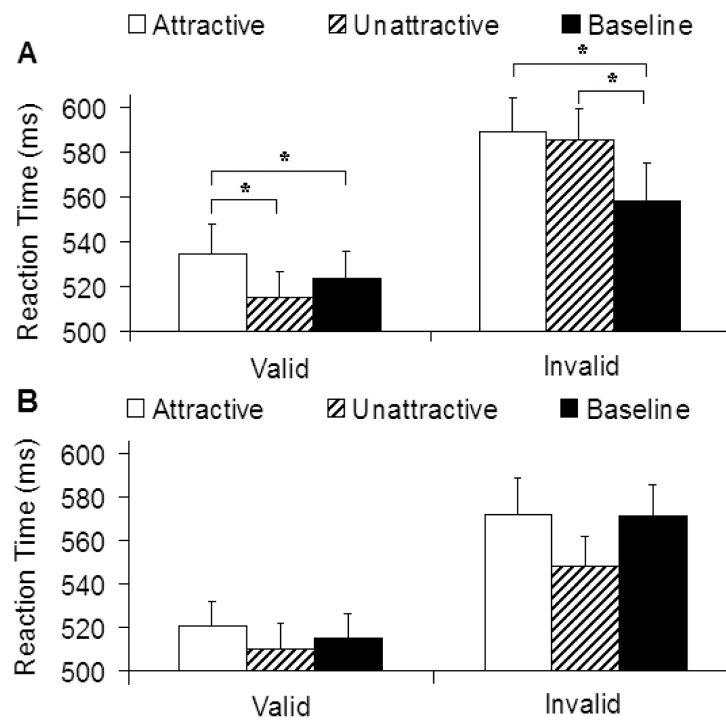 Attractive Unattractive Baseline
A
* *
600
580
* *
560
540
520
500
Reaction Time (ms)
Valid Invalid
B
Attractive Unattractive Baseline
600
580
560
540
520
500
Reaction Time (ms)
Valid Invalid